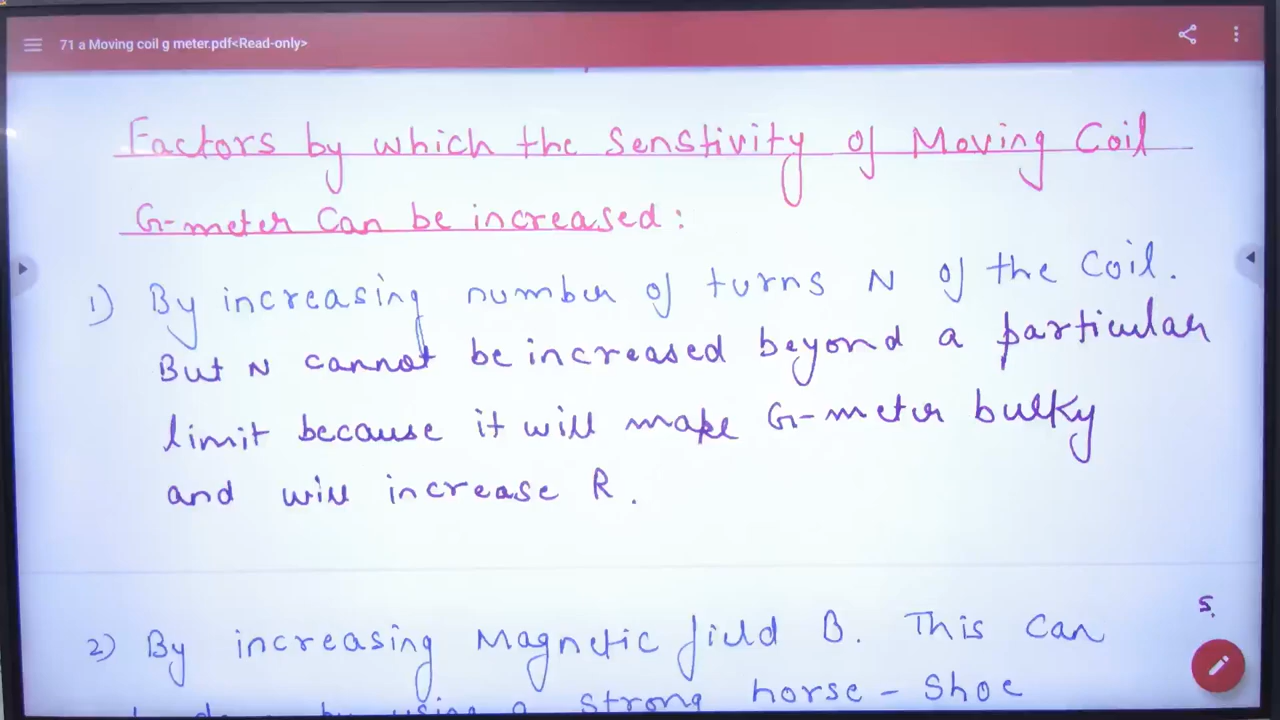 71 a Moving coil g meter.pdf<Read-only>
Factors by which the Senstivity of Moving Coil
G-meter Can be increased:
1) By increasing number of turns N of the Coil.
But N cannot be increased beyond a particular
limit because it will make G-meter bulky
and will increase R.
5.
2) By increasing Magnetic field B. This can
by using a strong horse - Shoe